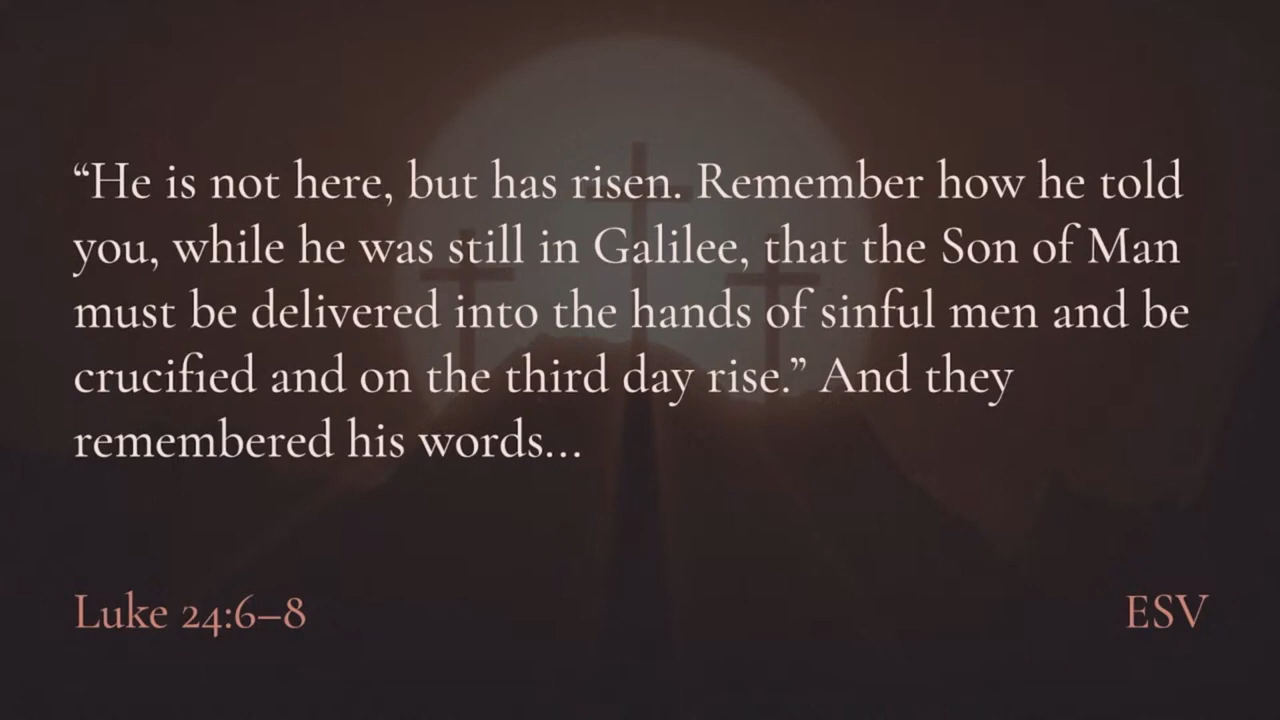 “He is not here, but has risen. Remember how he told
you, while he was still in Galilee, that the Son of Man
must be delivered into the hands of sinful men and be
crucified and on the third day rise.” And they
remembered his words...
Luke 24:6–8
ESV